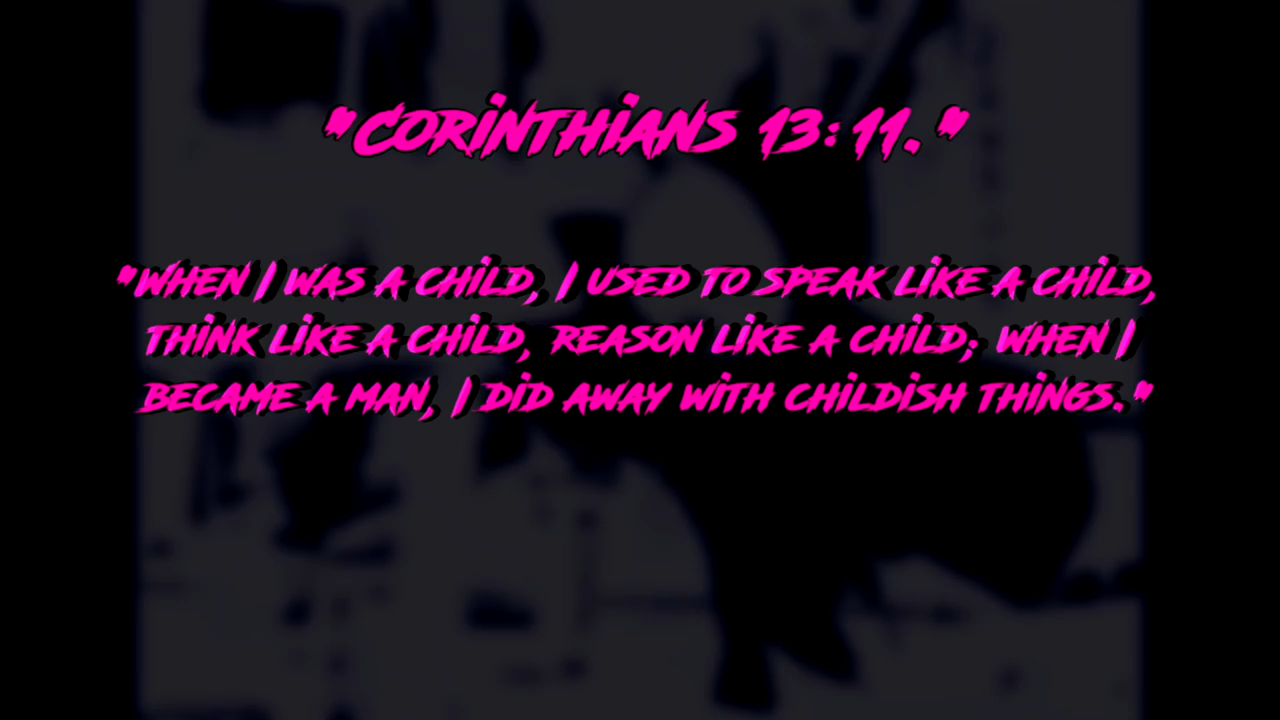 "CORINTHIANS 13:11."
"WHEN I WAS A CHILD, I USED TO SPEAK LIKE A CHILD,
THINK LIKE A CHILD, REASON LIKE A CHILD; WHEN I
BECAME A MAN, I DID AWAY WITH CHILDISH THINGS."